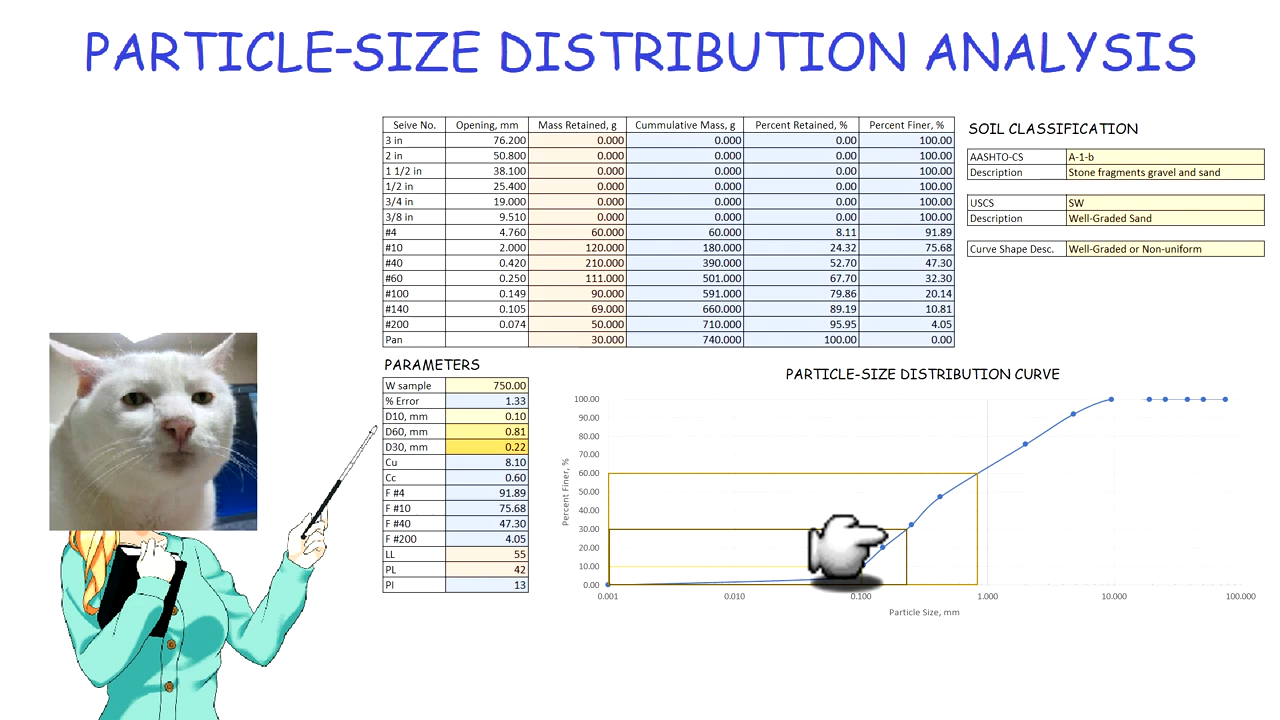 PARTICLE-SIZE DISTRIBUTION ANALYSIS
Seive No. Opening, mm Mass Retained, g Cummulative Mass, g Percent Retained, % Percent Finer, %
3 in 76.200 0.000 0.000 0.00 100.00
2 in 50.800 0.000 0.000 0.00 100.00
1 1/2 in 38.100 0.000 0.000 0.00 100.00
1/2 in 25.400 0.000 0.000 0.00 100.00
3/4 in 19.000 0.000 0.000 0.00 100.00
3/8 in 9.510 0.000 0.000 0.00 100.00
#4 4.760 60.000 60.000 8.11 91.89
#10 2.000 120.000 180.000 24.32 75.68
#40 0.420 210.000 390.000 52.70 47.30
#60 0.250 111.000 501.000 67.70 32.30
#100 0.149 90.000 591.000 79.86 20.14
#140 0.105 69.000 660.000 89.19 10.81
#200 0.074 50.000 710.000 95.95 4.05
Pan 30.000 740.000 100.00 0.00
SOIL CLASSIFICATION
AASHTO-CS A-1-b
Description Stone fragments gravel and sand
USCS SW
Description Well-Graded Sand
Curve Shape Desc. Well-Graded or Non-uniform
PARAMETERS
W sample 750.00
% Error 1.33
D10, mm 0.10
D60, mm 0.81
D30, mm 0.22
Cu 8.10
Cc 0.60
F #4 91.89
F #10 75.68
F #40 47.30
F #200 4.05
LL 55
PL 42
PI 13
PARTICLE-SIZE DISTRIBUTION CURVE
Percent Finer, %
100.00
90.00
80.00
70.00
60.00
50.00
40.00
30.00
20.00
10.00
0.00
0.001 0.010 0.100 1.000 10.000 100.000
Particle Size, mm